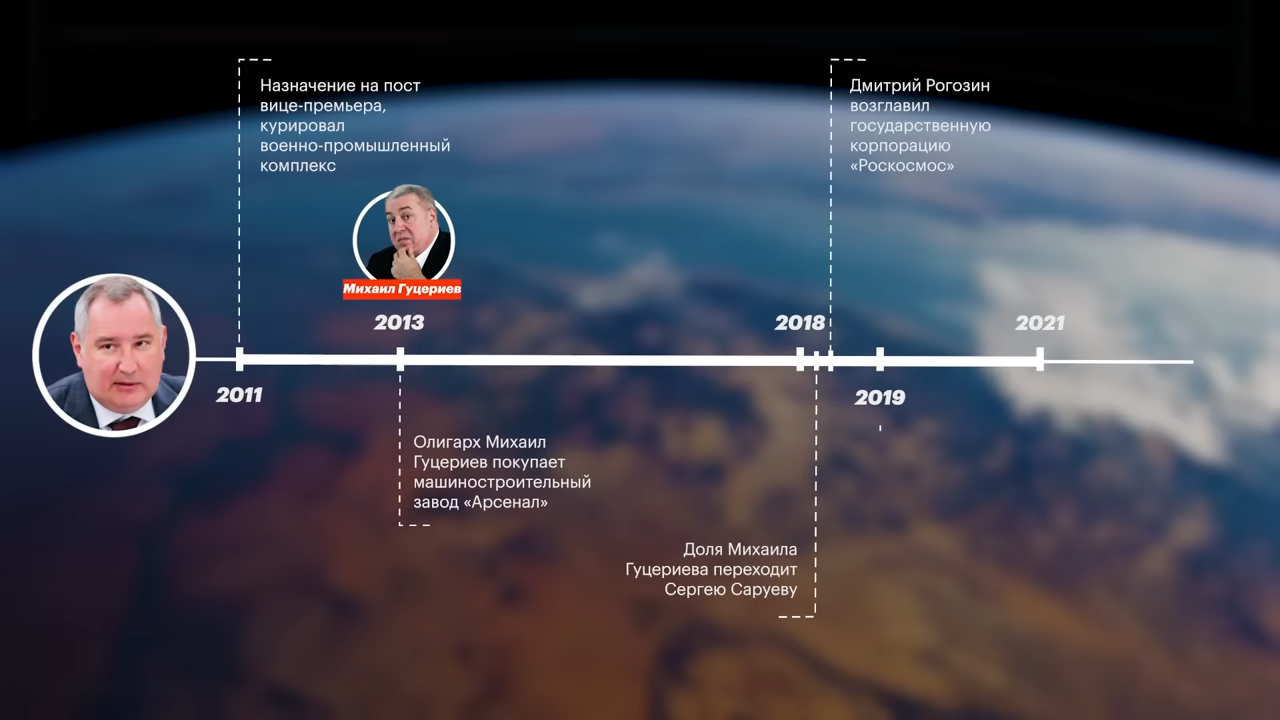 Назначение на пост
вице-премьера,
курировал
военно-промышленный
комплекс
Дмитрий Рогозин
возглавил
государственную
корпорацию
«Роскосмос»
Михаил Гуцериев
2013
2018
2021
2011
2019
Олигарх Михаил
Гуцериев покупает
машиностроительный
завод «Арсенал»
Доля Михаила
Гуцериева переходит
Сергею Саруеву